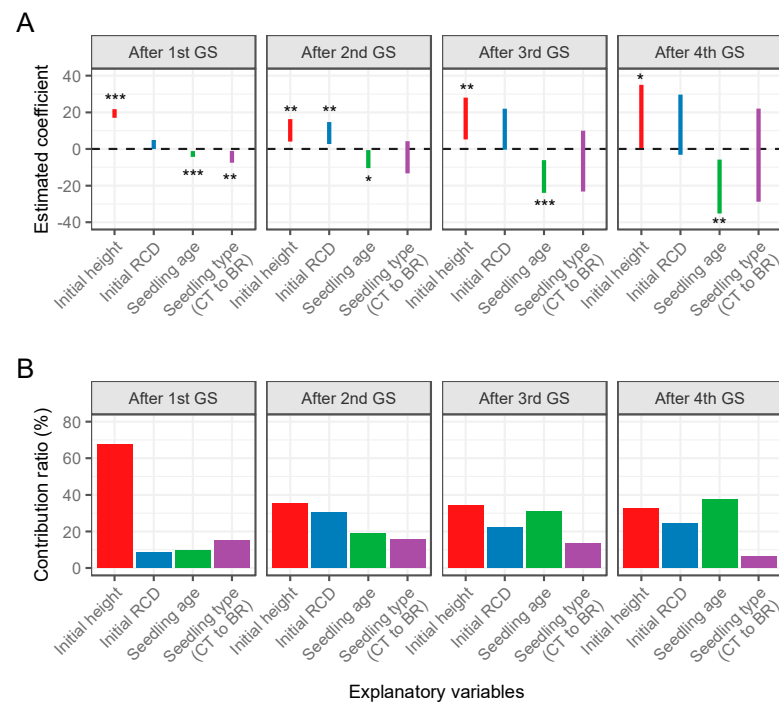 A
After 1st GS
After 2nd GS
After 3rd GS
After 4th GS
Estimated coefficient
40
20
0
-20
-40
***
***
**
**
**
*
**
***
*
**
Initial height
Initial RCD
Seedling age
Seedling type
(CT to BR)
Initial height
Initial RCD
Seedling age
Seedling type
(CT to BR)
Initial height
Initial RCD
Seedling age
Seedling type
(CT to BR)
Initial height
Initial RCD
Seedling age
Seedling type
(CT to BR)
B
After 1st GS
After 2nd GS
After 3rd GS
After 4th GS
Contribution ratio (%)
80
60
40
20
0
Initial height
Initial RCD
Seedling age
Seedling type
(CT to BR)
Initial height
Initial RCD
Seedling age
Seedling type
(CT to BR)
Initial height
Initial RCD
Seedling age
Seedling type
(CT to BR)
Initial height
Initial RCD
Seedling age
Seedling type
(CT to BR)
Explanatory variables